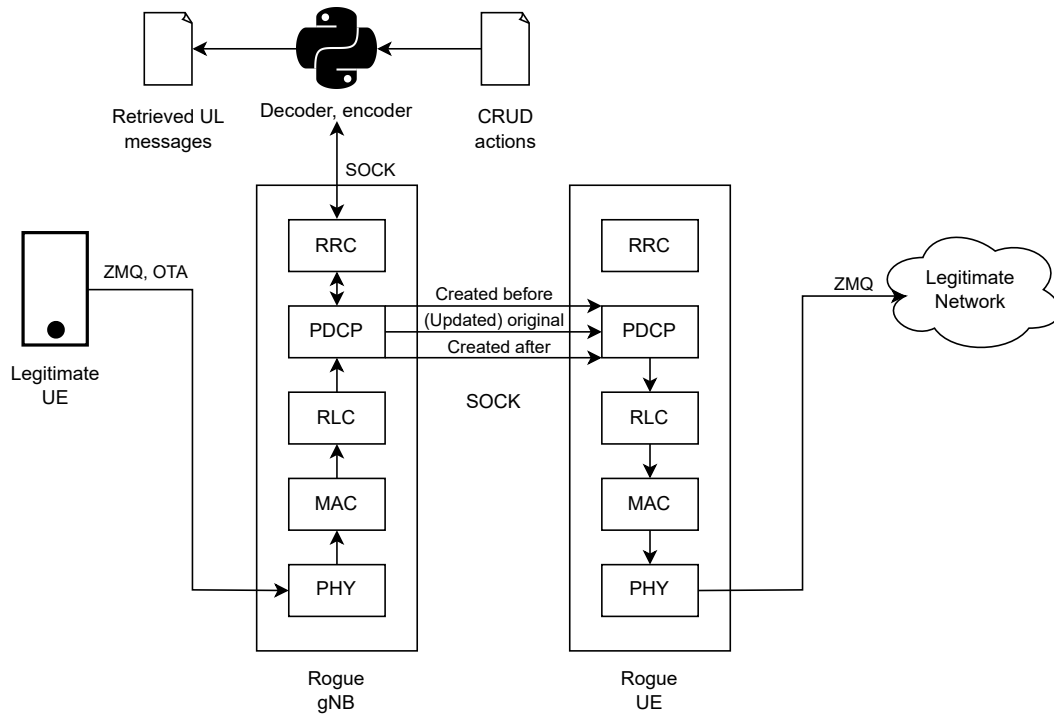 Retrieved UL
messages
Decoder, encoder
CRUD
actions
SOCK
RRC
RRC
ZMQ, OTA
ZMQ
Legitimate
Network
Created before
(Updated) original
Created after
PDCP
PDCP
Legitimate
UE
SOCK
RLC
RLC
MAC
MAC
PHY
PHY
Rogue
gNB
Rogue
UE